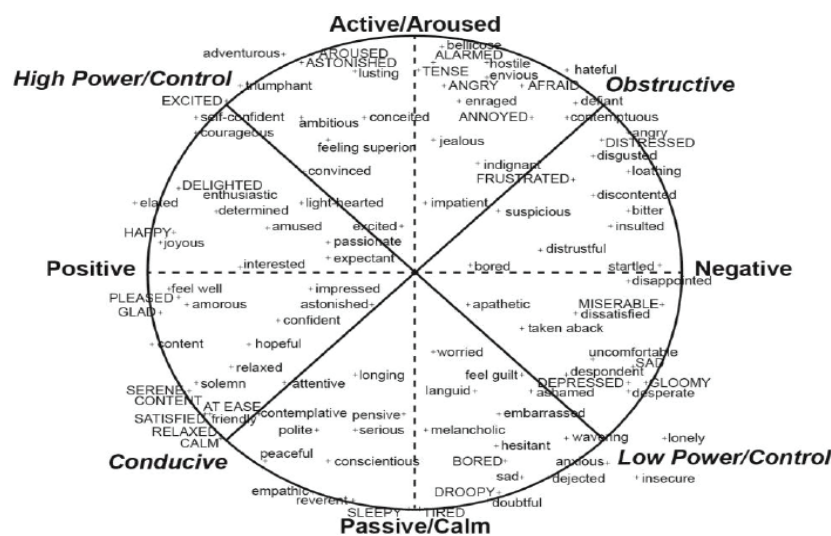 Active/Aroused
bellicose
adventurous AROUSED ALARMED
ASTONISHED hostile
lusting TENSE envious hateful
High Power/Control Obstructive
triumphant ANGRY AFRAID
EXCITED enraged defiant
self-confident ambitious conceited ANNOYED contemptuous
courageous angry
feeling superior jealous DISTRESSED
disgusted
convinced indignant loathing
FRUSTRATED
DELIGHTED
enthusiastic discontented
elated determined light-hearted impatient suspicious bitter
HAPPY amused excited insulted
joyous passionate
expectant distrustful
interested bored startled
Positive Negative
disappointed
feel well impressed
PLEASED amorous astonished apathetic MISERABLE
GLAD confident dissatisfied
taken aback
content hopeful worried uncomfortable
SAD
relaxed longing feel guilt despondent
solemn attentive DEPRESSED GLOOMY
SERENE languid ashamed desperate
CONTENT
AT EASE
SATISFIED friendly contemplative pensive embarrassed
RELAXED polite serious melancholic
CALM wavering lonely
hesitant
Conducive Low Power/Control
peaceful conscientious BORED anxious
sad dejected insecure
empathic DROOPY
reverent doubtful
SLEEPY TIRED
Passive/Calm